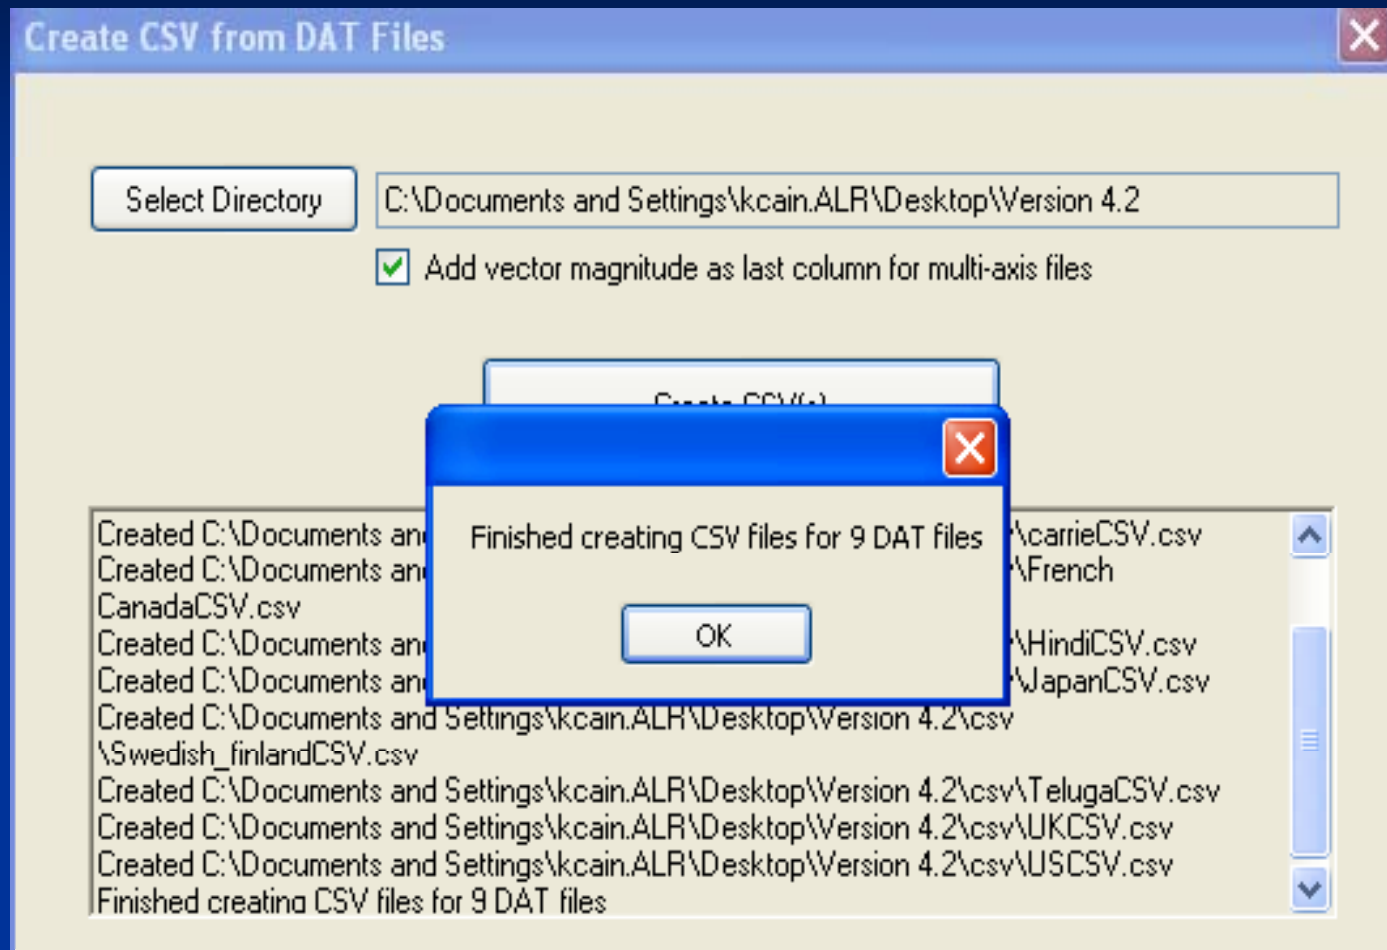 Create CSV from DAT Files
Select Directory
C:\Documents and Settings\kcain.ALR\Desktop\Version 4.2
Add vector magnitude as last column for multi-axis files
Create CSV(s)
Finished creating CSV files for 9 DAT files
OK
Created C:\Documents an \carrieCSV.csv
Created C:\Documents an \French
CanadaCSV.csv
Created C:\Documents an \HindiCSV.csv
Created C:\Documents an \JapanCSV.csv
Created C:\Documents and Settings\kcain.ALR\Desktop\Version 4.2\csv
\Swedish_finlandCSV.csv
Created C:\Documents and Settings\kcain.ALR\Desktop\Version 4.2\csv\TelugaCSV.csv
Created C:\Documents and Settings\kcain.ALR\Desktop\Version 4.2\csv\UKCSV.csv
Created C:\Documents and Settings\kcain.ALR\Desktop\Version 4.2\csv\USCSV.csv
Finished creating CSV files for 9 DAT files